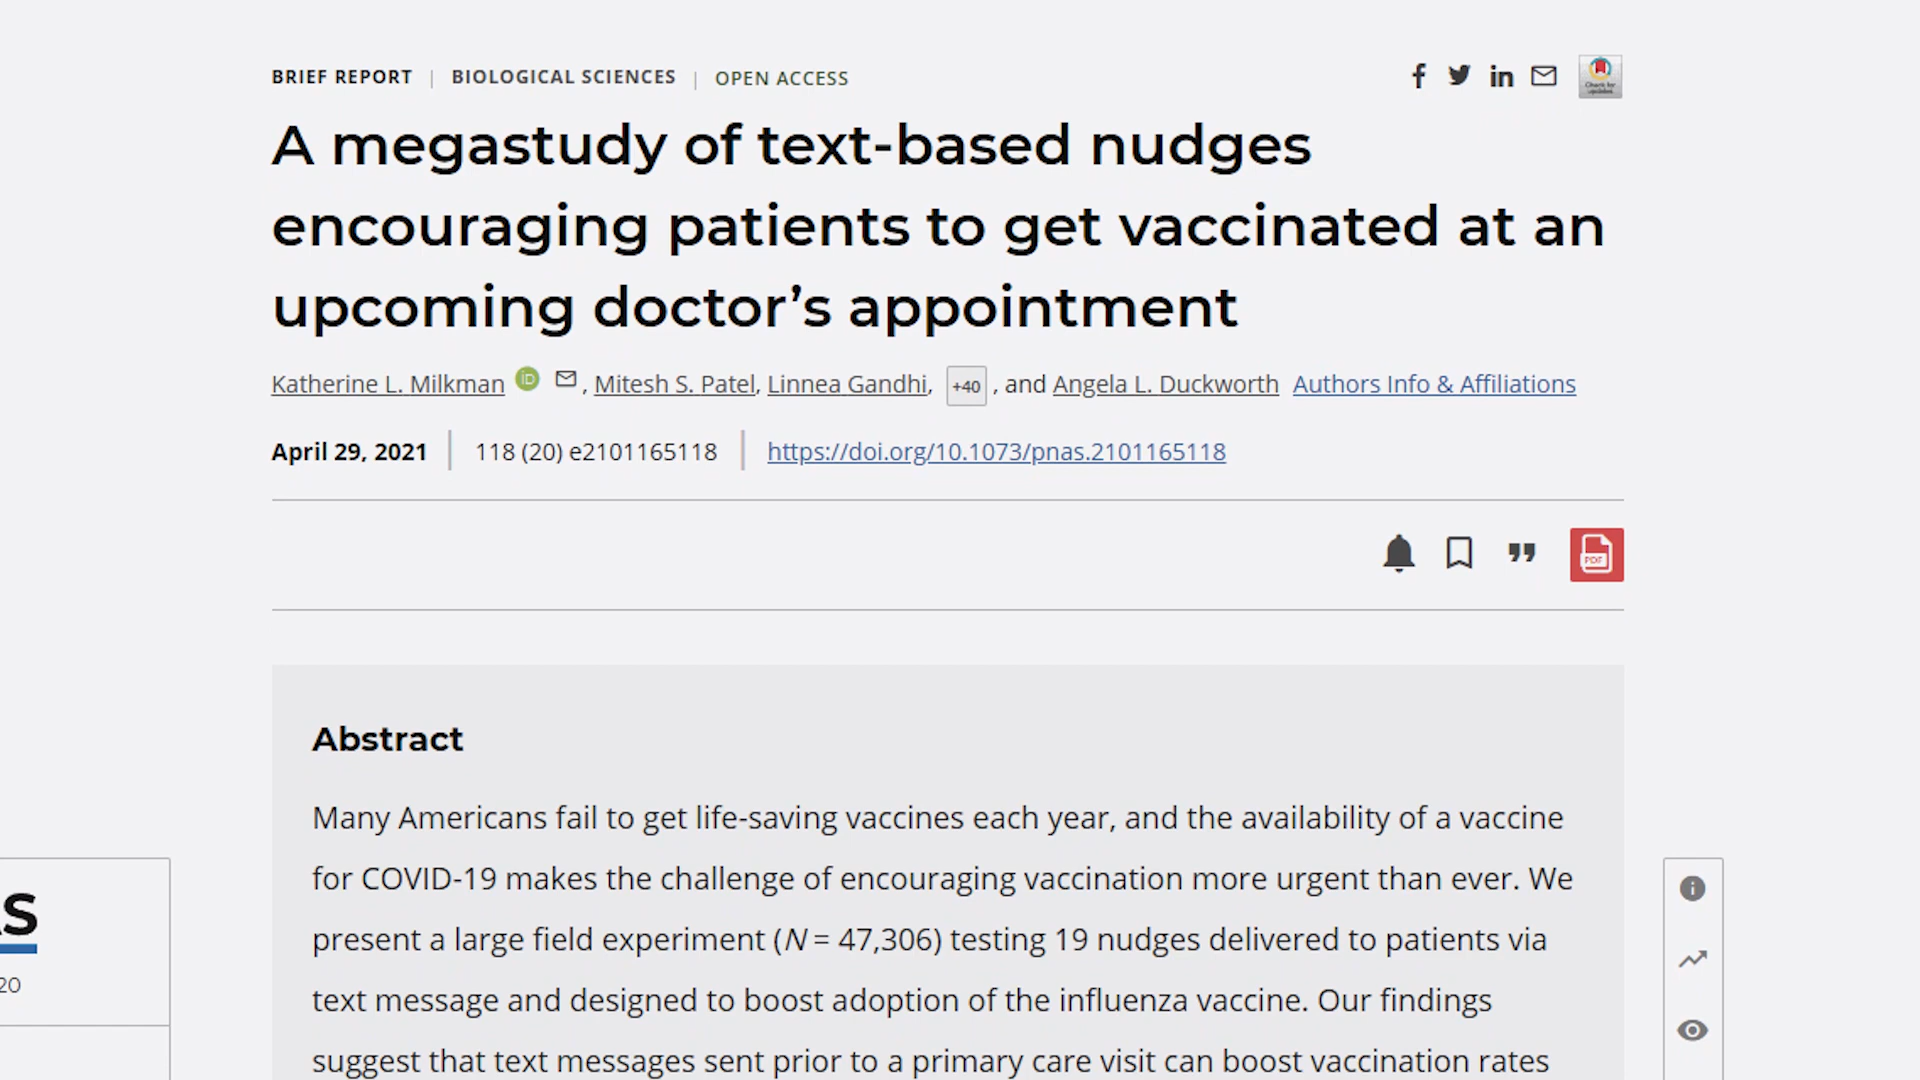 BRIEF REPORT | BIOLOGICAL SCIENCES | OPEN ACCESS
A megastudy of text-based nudges
encouraging patients to get vaccinated at an
upcoming doctor’s appointment
Katherine L. Milkman iD , Mitesh S. Patel, Linnea Gandhi, +40 , and Angela L. Duckworth Authors Info & Affiliations
April 29, 2021 | 118 (20) e2101165118 | https://doi.org/10.1073/pnas.2101165118
PDF
Abstract
Many Americans fail to get life-saving vaccines each year, and the availability of a vaccine
for COVID-19 makes the challenge of encouraging vaccination more urgent than ever. We
present a large field experiment (N = 47,306) testing 19 nudges delivered to patients via
text message and designed to boost adoption of the influenza vaccine. Our findings
suggest that text messages sent prior to a primary care visit can boost vaccination rates
S
20